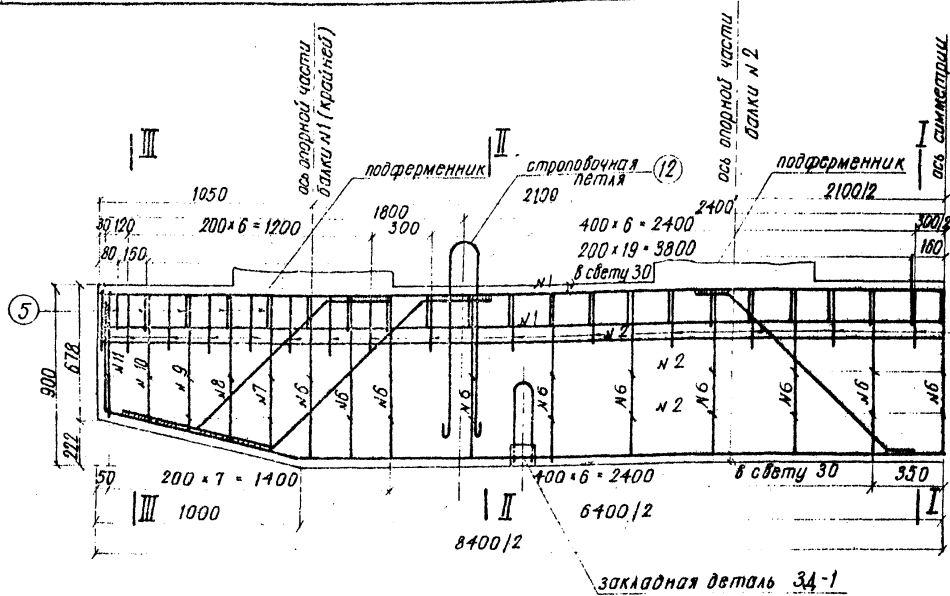 ось опорной части
балки N1 (крайней)
ось опорной части
балки N 2
ось симметрии
III
II
I
подферменник
строповочная
петля
12
подферменник
1050
1800
2100
2400
2100/2
30 120
200 × 6 = 1200
300
400 × 6 = 2400
300/2
80 150
200 × 19 = 3800
160
в свету 30
N1
5
N1
N2
678
900
222
N11
N10
N9
N8
N7
N6
N6
N6
N6
N6
N6
N6
N6
N6
N2
N2
50
200 × 7 = 1400
400 × 6 = 2400
в свету 30
350
III
1000
II
6400/2
I
8400/2
закладная деталь ЗД-1